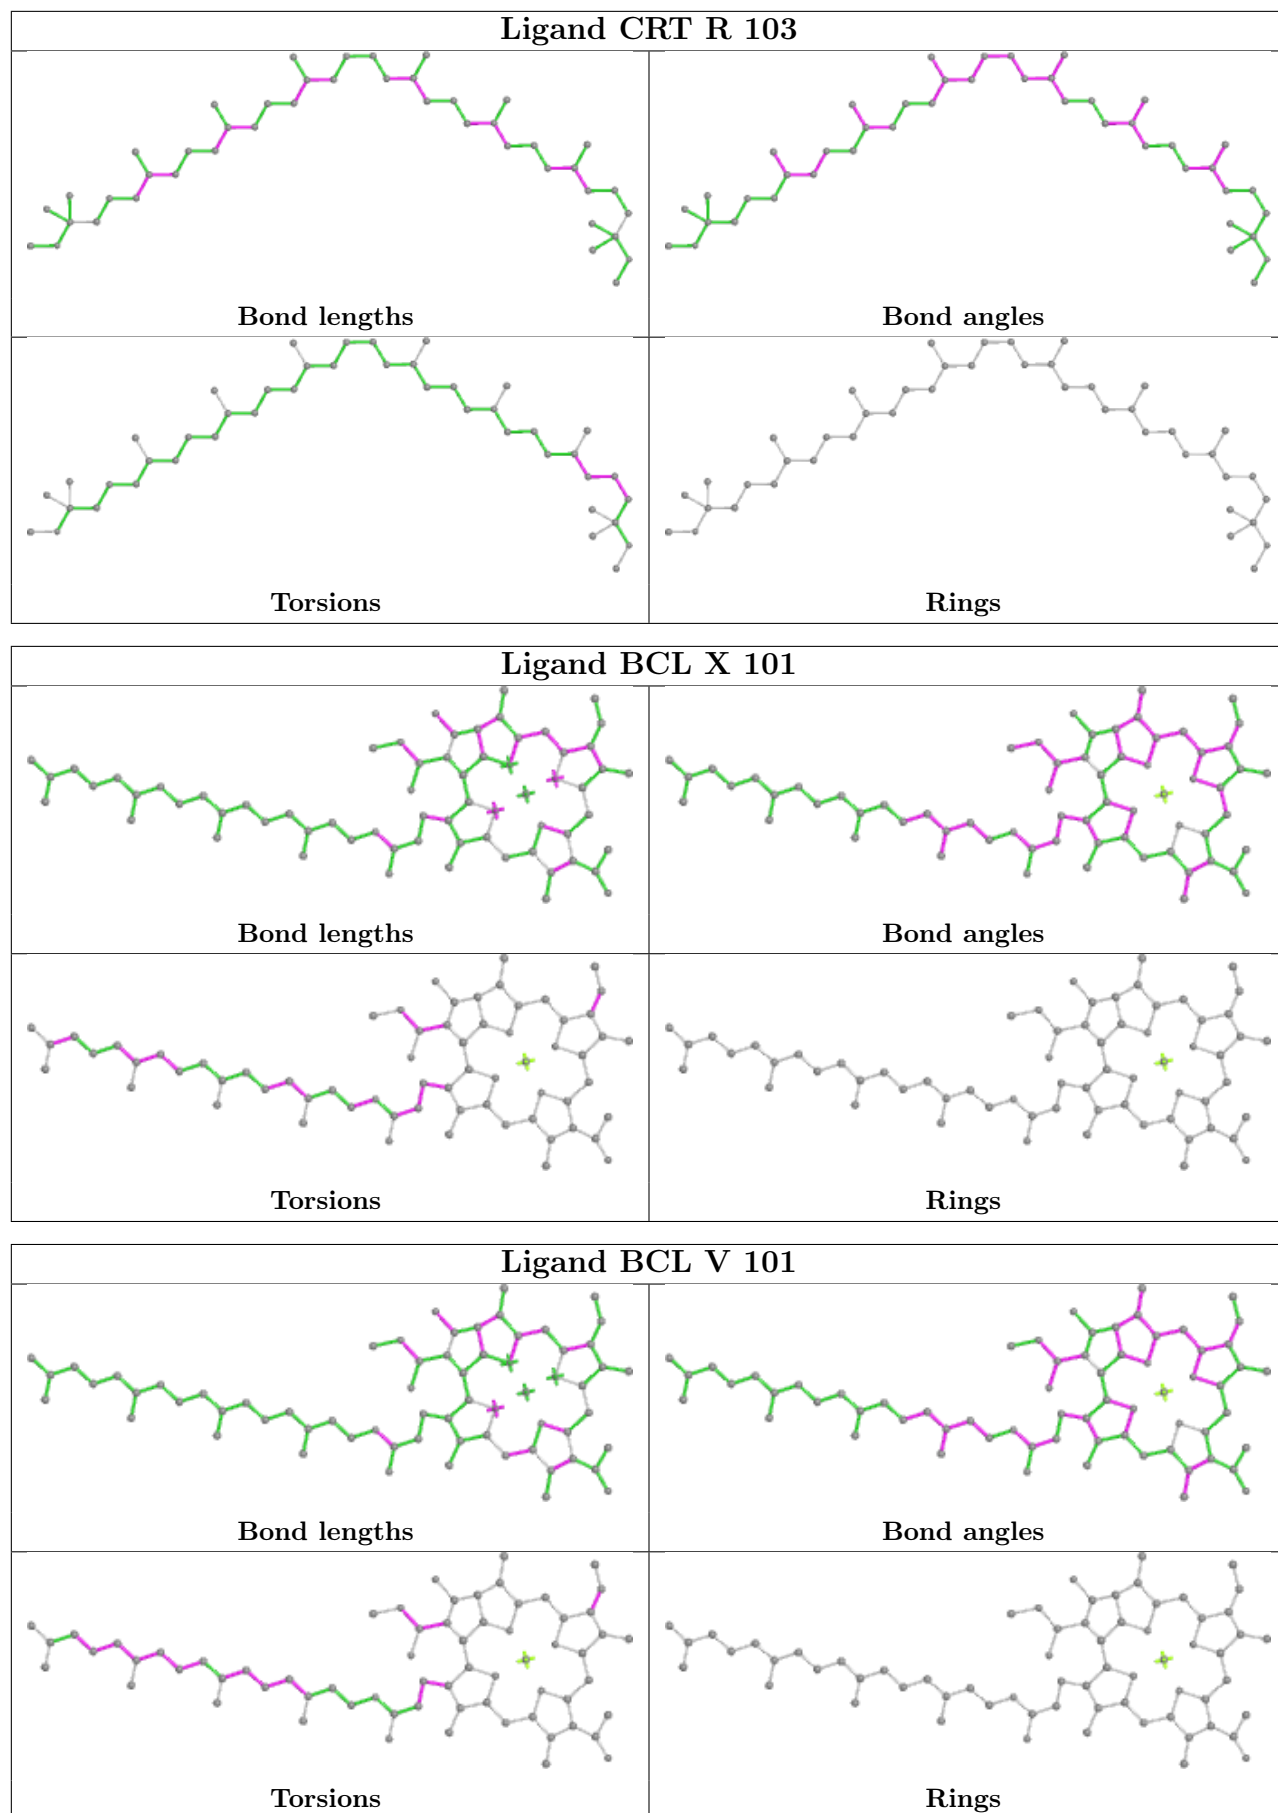 Ligand CRT R 103
Bond lengths
Bond angles
Torsions
Rings
Ligand BCL X 101
Bond lengths
Bond angles
Torsions
Rings
Ligand BCL V 101
Bond lengths
Bond angles
Torsions
Rings